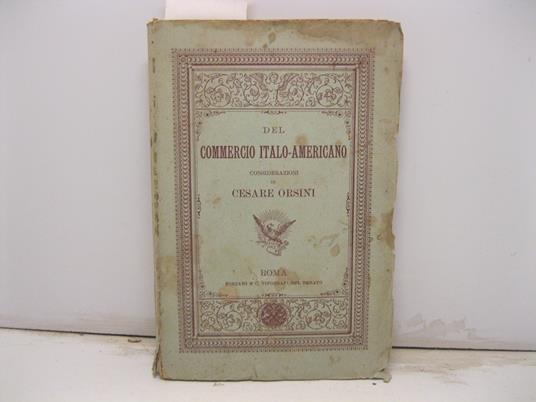 DEL
COMMERCIO ITALO-AMERICANO
CONSIDERAZIONI
DI
CESARE ORSINI
ROMA
FORZANI E C. TIPOGRAFI DEL SENATO